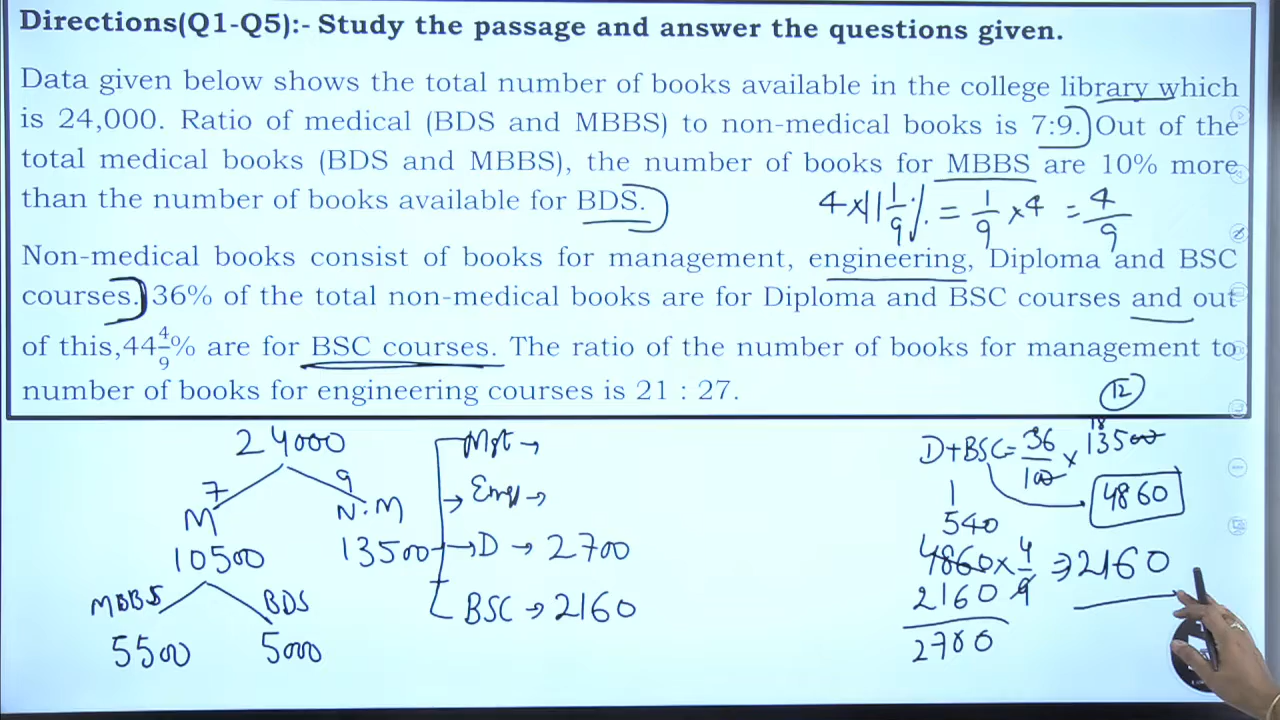 Directions(Q1-Q5):- Study the passage and answer the questions given.
Data given below shows the total number of books available in the college library which
is 24,000. Ratio of medical (BDS and MBBS) to non-medical books is 7:9. Out of the
total medical books (BDS and MBBS), the number of books for MBBS are 10% more
than the number of books available for BDS.
4 × 11 1/9 % = 1/9 × 4 = 4/9
Non-medical books consist of books for management, engineering, Diploma and BSC
courses. 36% of the total non-medical books are for Diploma and BSC courses and out
of this,44 4/9% are for BSC courses. The ratio of the number of books for management to
number of books for engineering courses is 21 : 27.
12
24000
7 9
M N.M
10500 13500
MBBS BDS
5500 5000
Mgt →
Eng →
D → 2700
BSC → 2160
D+BSC = 36/100 × 13500
4860
540
4860 × 4/9 ⇒ 2160
2160
2700